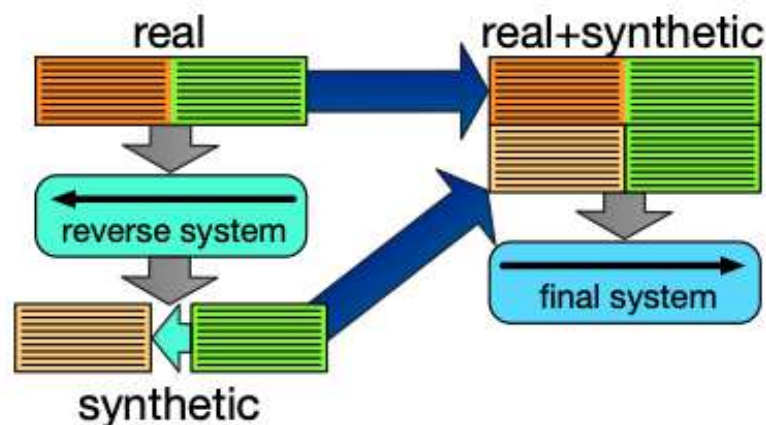 real
real+synthetic
reverse system
final system
synthetic